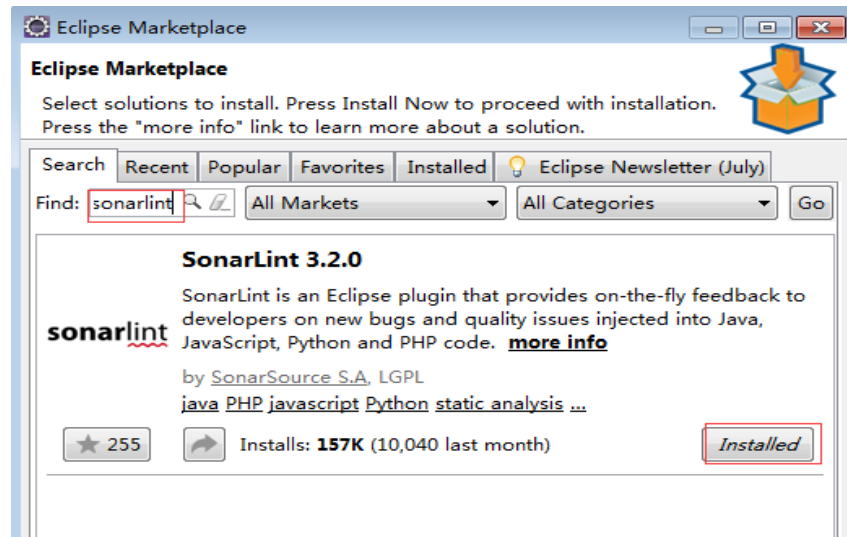 Eclipse Marketplace
Eclipse Marketplace
Select solutions to install. Press Install Now to proceed with installation.
Press the "more info" link to learn more about a solution.
Search Recent Popular Favorites Installed Eclipse Newsletter (July)
Find: sonarlint All Markets All Categories Go
SonarLint 3.2.0
SonarLint is an Eclipse plugin that provides on-the-fly feedback to
developers on new bugs and quality issues injected into Java,
sonarlint
JavaScript, Python and PHP code. more info
by SonarSource S.A, LGPL
java PHP javascript Python static analysis ...
255 Installs: 157K (10,040 last month) Installed